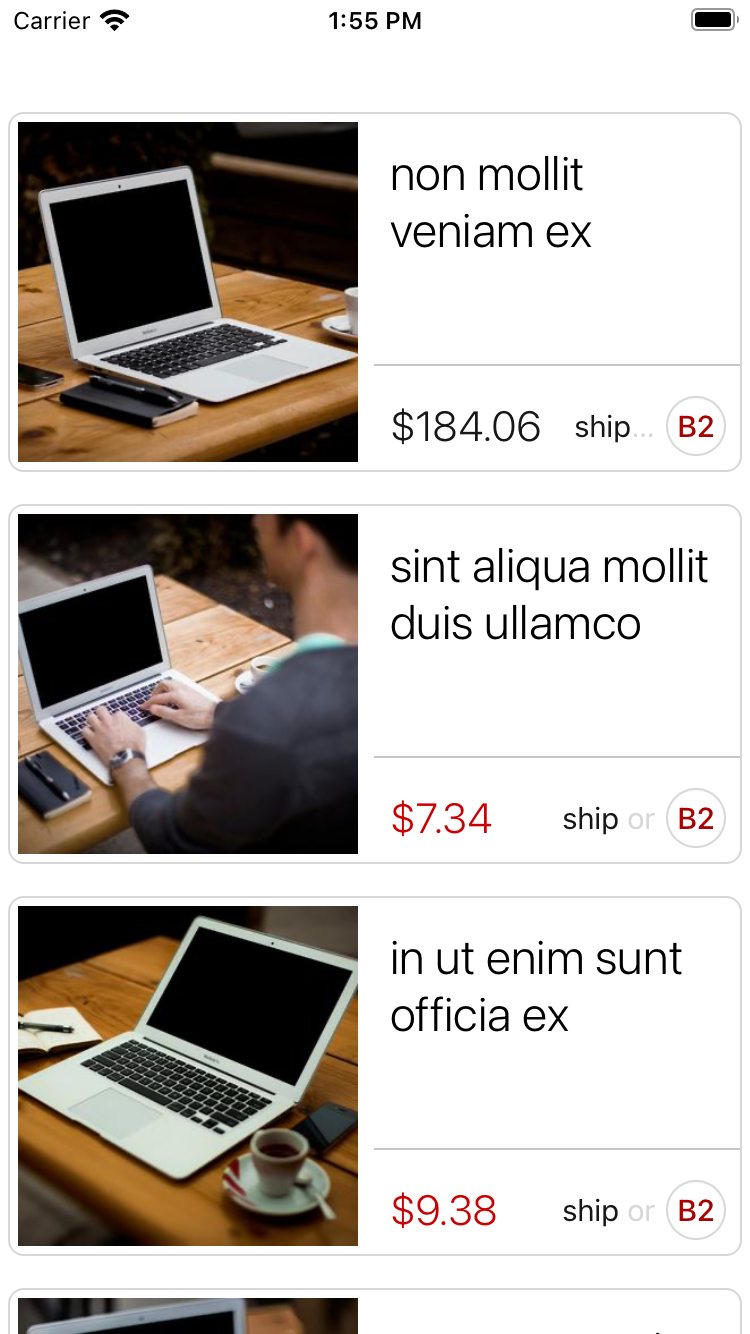 Carrier 1:55 PM
non mollit
veniam ex
$184.06 ship... B2
sint aliqua mollit
duis ullamco
$7.34 ship or B2
in ut enim sunt
officia ex
$9.38 ship or B2